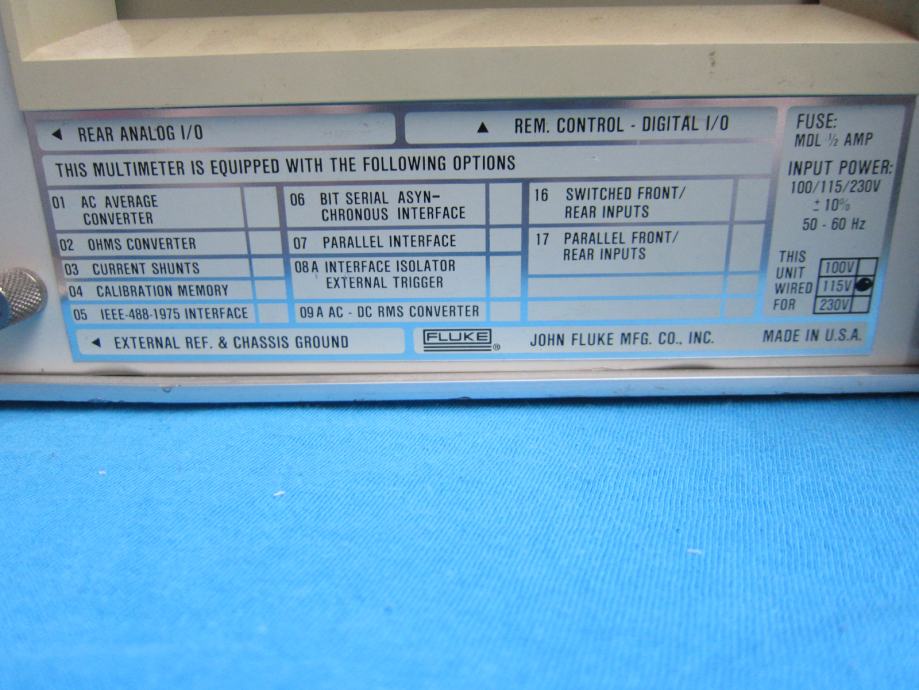 ◄ REAR ANALOG I/O
▲ REM. CONTROL - DIGITAL I/O
THIS MULTIMETER IS EQUIPPED WITH THE FOLLOWING OPTIONS
01 AC AVERAGE
CONVERTER
02 OHMS CONVERTER
03 CURRENT SHUNTS
04 CALIBRATION MEMORY
05 IEEE-488-1975 INTERFACE
06 BIT SERIAL ASYN-
CHRONOUS INTERFACE
07 PARALLEL INTERFACE
08A INTERFACE ISOLATOR
EXTERNAL TRIGGER
09A AC - DC RMS CONVERTER
16 SWITCHED FRONT/
REAR INPUTS
17 PARALLEL FRONT/
REAR INPUTS
FUSE:
MDL ½ AMP
INPUT POWER:
100/115/230V
± 10%
50 - 60 Hz
THIS
UNIT
WIRED
FOR
100V
115V
230V
◄ EXTERNAL REF. & CHASSIS GROUND
FLUKE ®
JOHN FLUKE MFG. CO., INC.
MADE IN U.S.A.